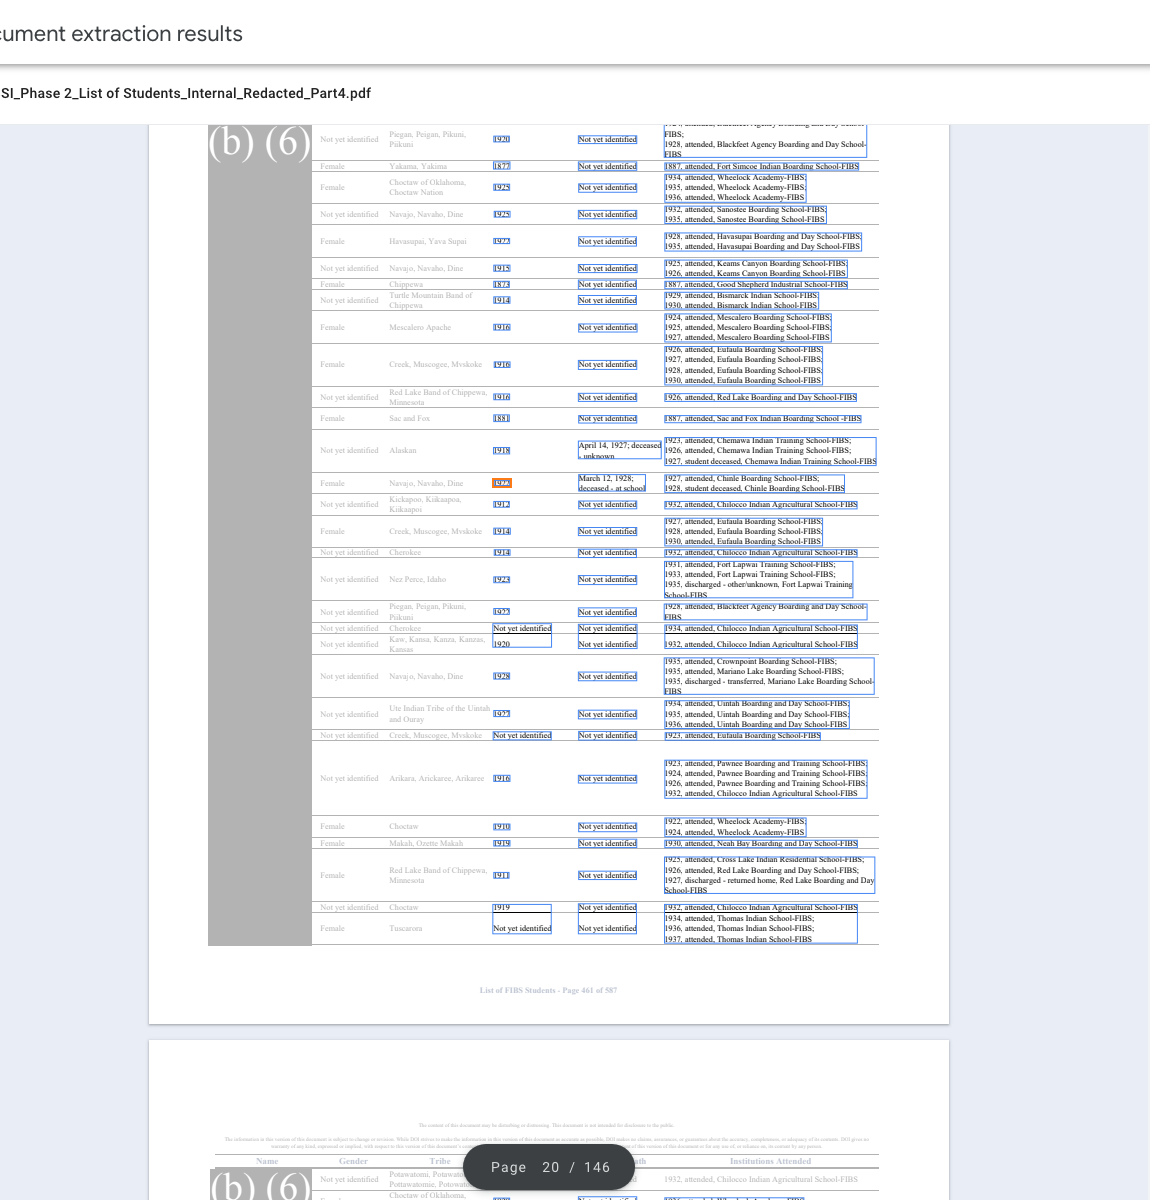 cument extraction results
SI_Phase 2_List of Students_Internal_Redacted_Part4.pdf
(b) (6)
Not yet identified Piegan, Peigan, Pikuni, Piikuni 1920 Not yet identified FIBS;
1928, attended, Blackfeet Agency Boarding and Day School-FIBS
Female Yakama, Yakima 1877 Not yet identified 1887, attended, Fort Simcoe Indian Boarding School-FIBS
Female Choctaw of Oklahoma, Choctaw Nation 1925 Not yet identified 1934, attended, Wheelock Academy-FIBS;
1935, attended, Wheelock Academy-FIBS;
1936, attended, Wheelock Academy-FIBS
Not yet identified Navajo, Navaho, Dine 1925 Not yet identified 1932, attended, Sanostee Boarding School-FIBS;
1935, attended, Sanostee Boarding School-FIBS
Female Havasupai, Yava Supai 1922 Not yet identified 1928, attended, Havasupai Boarding and Day School-FIBS;
1935, attended, Havasupai Boarding and Day School-FIBS
Not yet identified Navajo, Navaho, Dine 1915 Not yet identified 1925, attended, Keams Canyon Boarding School-FIBS;
1926, attended, Keams Canyon Boarding School-FIBS
Female Chippewa 1873 Not yet identified 1887, attended, Good Shepherd Industrial School-FIBS
Not yet identified Turtle Mountain Band of Chippewa 1914 Not yet identified 1929, attended, Bismarck Indian School-FIBS
1930, attended, Bismarck Indian School-FIBS
Female Mescalero Apache 1916 Not yet identified 1924, attended, Mescalero Boarding School-FIBS;
1925, attended, Mescalero Boarding School-FIBS;
1927, attended, Mescalero Boarding School-FIBS
Female Creek, Muscogee, Mvskoke 1916 Not yet identified 1926, attended, Eufaula Boarding School-FIBS;
1927, attended, Eufaula Boarding School-FIBS;
1928, attended, Eufaula Boarding School-FIBS;
1930, attended, Eufaula Boarding School-FIBS
Not yet identified Red Lake Band of Chippewa, Minnesota 1916 Not yet identified 1926, attended, Red Lake Boarding and Day School-FIBS
Female Sac and Fox 1881 Not yet identified 1887, attended, Sac and Fox Indian Boarding School -FIBS
Not yet identified Alaskan 1918 April 14, 1927; deceased - unknown 1923, attended, Chemawa Indian Training School-FIBS;
1926, attended, Chemawa Indian Training School-FIBS;
1927, student deceased, Chemawa Indian Training School-FIBS
Female Navajo, Navaho, Dine March 12, 1928; deceased - at school 1927, attended, Chinle Boarding School-FIBS;
1928, student deceased, Chinle Boarding School-FIBS
Not yet identified Kickapoo, Kiikaapoa, Kiikaapoi 1912 Not yet identified 1932, attended, Chilocco Indian Agricultural School-FIBS
Female Creek, Muscogee, Mvskoke 1914 Not yet identified 1927, attended, Eufaula Boarding School-FIBS;
1928, attended, Eufaula Boarding School-FIBS;
1930, attended, Eufaula Boarding School-FIBS
Not yet identified Cherokee 1914 Not yet identified 1932, attended, Chilocco Indian Agricultural School-FIBS
Not yet identified Nez Perce, Idaho 1923 Not yet identified 1931, attended, Fort Lapwai Training School-FIBS;
1933, attended, Fort Lapwai Training School-FIBS;
1935, discharged - other/unknown, Fort Lapwai Training School-FIBS
Not yet identified Piegan, Peigan, Pikuni, Piikuni 1922 Not yet identified 1928, attended, Blackfeet Agency Boarding and Day School-FIBS
Not yet identified Cherokee Not yet identified Not yet identified 1934, attended, Chilocco Indian Agricultural School-FIBS
Not yet identified Kaw, Kansa, Kanza, Kanzas, Kansas 1920 Not yet identified 1932, attended, Chilocco Indian Agricultural School-FIBS
Not yet identified Navajo, Navaho, Dine 1928 Not yet identified 1935, attended, Crownpoint Boarding School-FIBS;
1935, attended, Mariano Lake Boarding School-FIBS;
1935, discharged - transferred, Mariano Lake Boarding School-FIBS
Not yet identified Ute Indian Tribe of the Uintah and Ouray 1927 Not yet identified 1934, attended, Uintah Boarding and Day School-FIBS;
1935, attended, Uintah Boarding and Day School-FIBS;
1936, attended, Uintah Boarding and Day School-FIBS
Not yet identified Creek, Muscogee, Mvskoke Not yet identified Not yet identified 1923, attended, Eufaula Boarding School-FIBS
Not yet identified Arikara, Arickaree, Arikaree 1916 Not yet identified 1923, attended, Pawnee Boarding and Training School-FIBS;
1924, attended, Pawnee Boarding and Training School-FIBS;
1926, attended, Pawnee Boarding and Training School-FIBS;
1932, attended, Chilocco Indian Agricultural School-FIBS
Female Choctaw 1910 Not yet identified 1922, attended, Wheelock Academy-FIBS;
1924, attended, Wheelock Academy-FIBS
Female Makah, Ozette Makah 1919 Not yet identified 1930, attended, Neah Bay Boarding and Day School-FIBS
Female Red Lake Band of Chippewa, Minnesota 1911 Not yet identified 1925, attended, Cross Lake Indian Residential School-FIBS;
1926, attended, Red Lake Boarding and Day School-FIBS;
1927, discharged - returned home, Red Lake Boarding and Day School-FIBS
Not yet identified Choctaw 1919 Not yet identified 1932, attended, Chilocco Indian Agricultural School-FIBS
Female Tuscarora Not yet identified Not yet identified 1934, attended, Thomas Indian School-FIBS;
1936, attended, Thomas Indian School-FIBS;
1937, attended, Thomas Indian School-FIBS
List of FIBS Students - Page 461 of 587
The content of this document may be disturbing or distressing. This document is not intended for disclosure to the public.
Name Gender Tribe Institutions Attended
(b) (6)
Not yet identified Potawatomi, 1932, attended, Chilocco Indian Agricultural School-FIBS
Pottawatomie,
Choctaw of Oklahoma,
Page 20 / 146